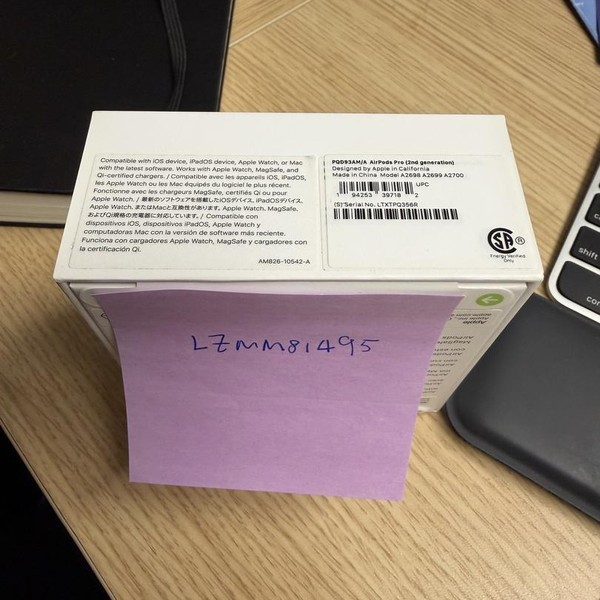 Compatible with iOS device, iPadOS device, Apple Watch, or Mac
with the latest software. Works with Apple Watch, MagSafe, and
Qi-certified chargers. / Compatible avec les appareils iOS, iPadOS,
les Apple Watch ou les Mac équipés du logiciel le plus récent.
Fonctionne avec les chargeurs MagSafe, certifiés Qi ou pour
Apple Watch. / 最新のソフトウェアを搭載したiOSデバイス、iPadOSデバイス、
Apple Watch、またはMacと互換性があります。Apple Watch、MagSafe、
およびQi規格の充電器に対応しています。/ Compatible con
dispositivos iOS, dispositivos iPadOS, Apple Watch y
computadoras Mac con la versión de software más reciente.
Funciona con cargadores Apple Watch, MagSafe y cargadores con
la certificación Qi.
AM826-10542-A
PQD93AM/A AirPods Pro (2nd generation)
Designed by Apple in California
Made in China Model A2698 A2699 A2700
UPC
1 94253 39718 2
(S) Serial No. LTXTPQ356R
SA ®
Energy Verified
Only
LZMM81495
shift